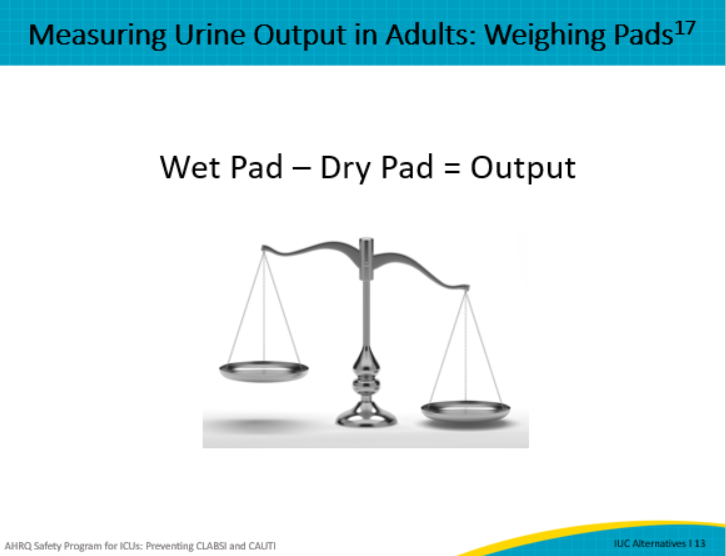 Measuring Urine Output in Adults: Weighing Pads17
Wet Pad – Dry Pad = Output
AHRQ Safety Program for ICUs: Preventing CLABSI and CAUTI
IUC Alternatives I 13